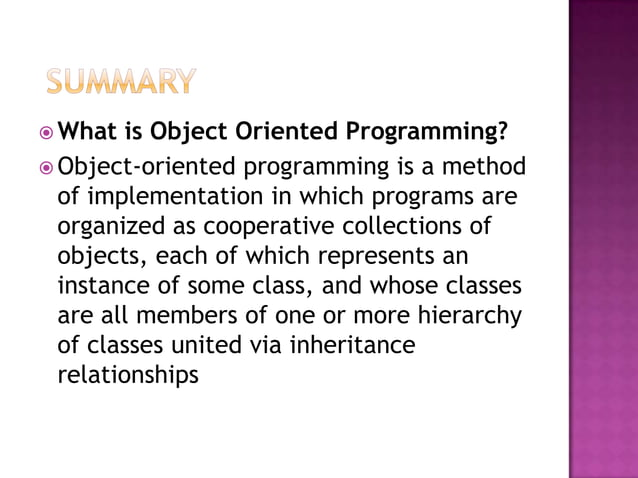 SUMMARY
What is Object Oriented Programming?
Object-oriented programming is a method
of implementation in which programs are
organized as cooperative collections of
objects, each of which represents an
instance of some class, and whose classes
are all members of one or more hierarchy
of classes united via inheritance
relationships